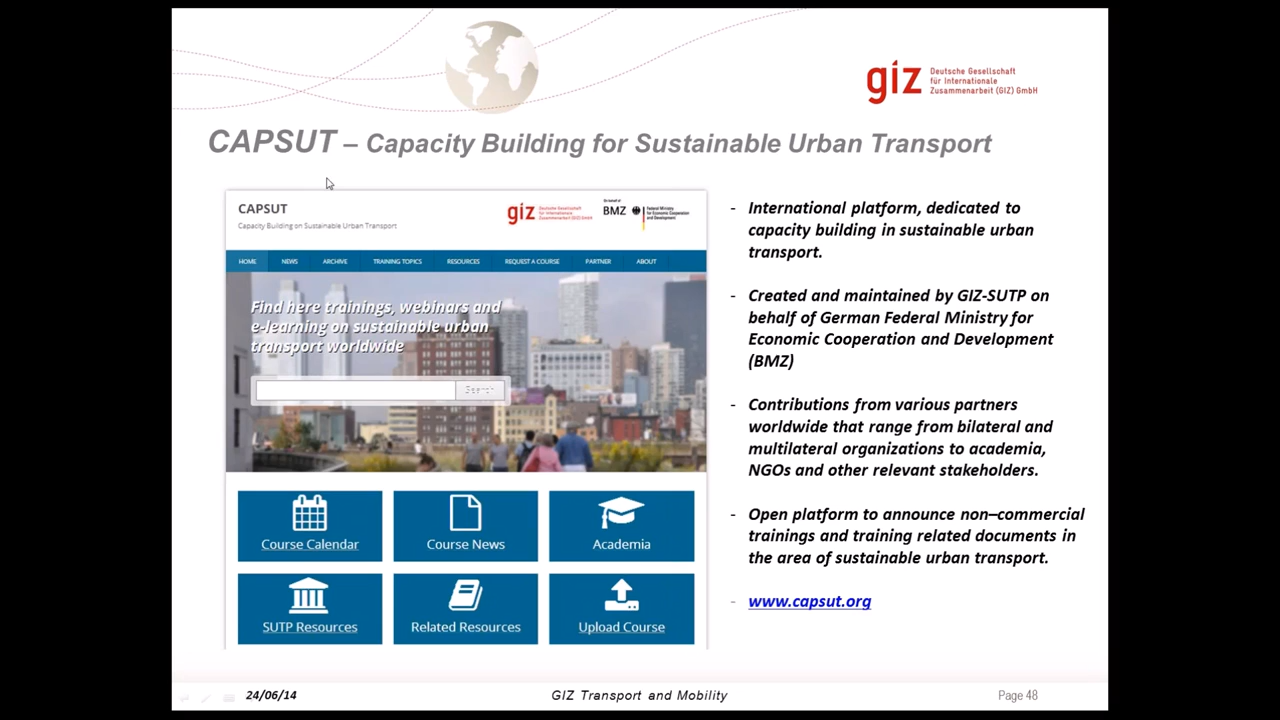 giz Deutsche Gesellschaft
für Internationale
Zusammenarbeit (GIZ) GmbH
CAPSUT – Capacity Building for Sustainable Urban Transport
CAPSUT
Capacity Building on Sustainable Urban Transport
giz Deutsche Gesellschaft
für Internationale
Zusammenarbeit (GIZ) GmbH
On behalf of
BMZ
Federal Ministry
for Economic Cooperation
and Development
HOME NEWS ARCHIVE TRAINING TOPICS RESOURCES REQUEST A COURSE PARTNER ABOUT
Find here trainings, webinars and
e-learning on sustainable urban
transport worldwide
Search
Course Calendar Course News Academia
SUTP Resources Related Resources Upload Course
- International platform, dedicated to
capacity building in sustainable urban
transport.
- Created and maintained by GIZ-SUTP on
behalf of German Federal Ministry for
Economic Cooperation and Development
(BMZ)
- Contributions from various partners
worldwide that range from bilateral and
multilateral organizations to academia,
NGOs and other relevant stakeholders.
- Open platform to announce non–commercial
trainings and training related documents in
the area of sustainable urban transport.
- www.capsut.org
24/06/14 GIZ Transport and Mobility Page 48